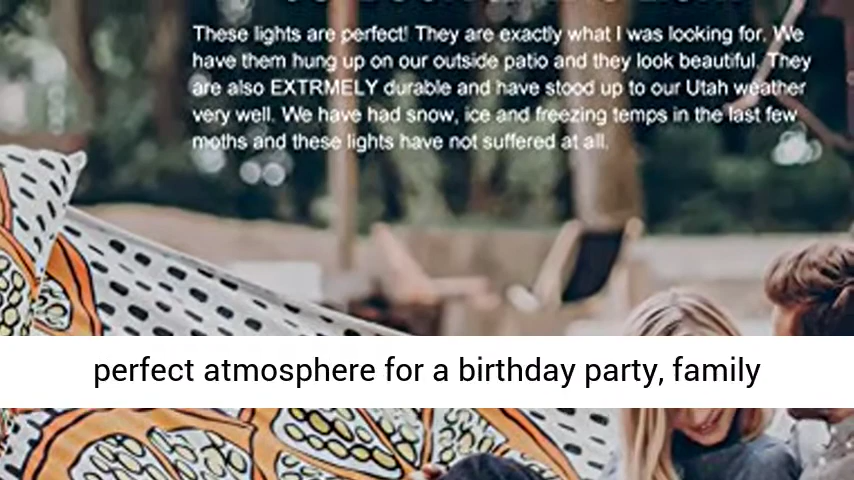 These lights are perfect! They are exactly what I was looking for. We
have them hung up on our outside patio and they look beautiful. They
are also EXTRMELY durable and have stood up to our Utah weather
very well. We have had snow, ice and freezing temps in the last few
moths and these lights have not suffered at all.
perfect atmosphere for a birthday party, family